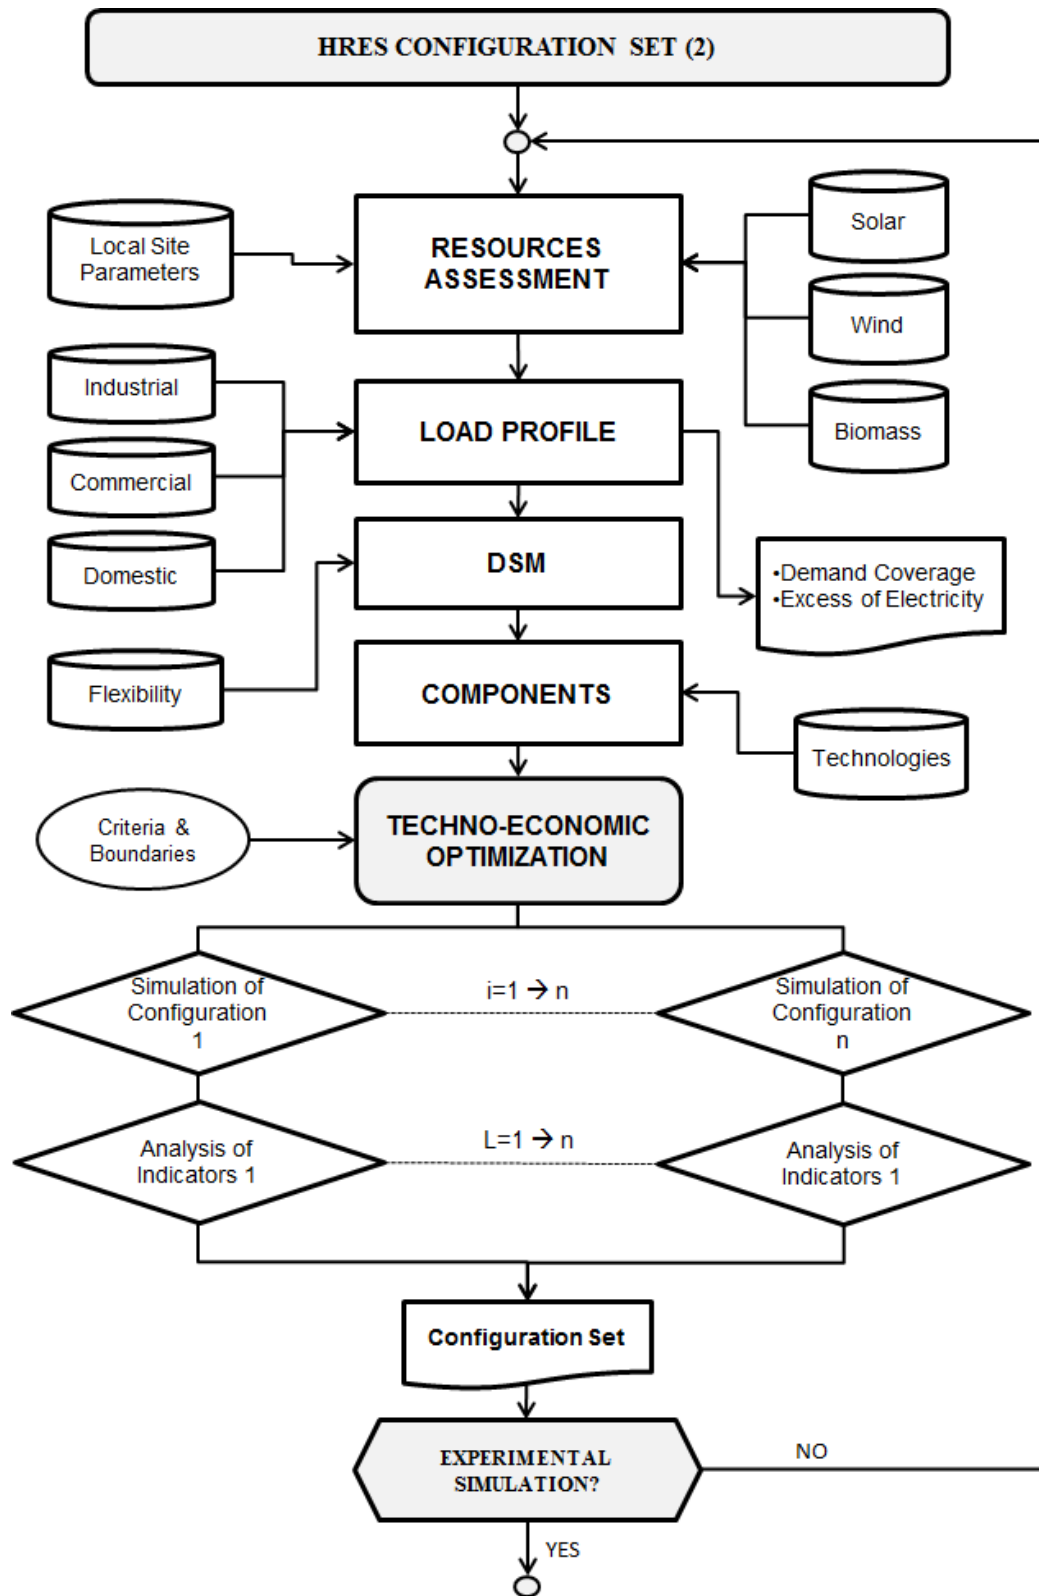 HRES CONFIGURATION SET (2)
Local Site
Parameters
RESOURCES
ASSESSMENT
Solar
Wind
Biomass
Industrial
Commercial
Domestic
LOAD PROFILE
•Demand Coverage
•Excess of Electricity
DSM
Flexibility
COMPONENTS
Technologies
Criteria &
Boundaries
TECHNO-ECONOMIC
OPTIMIZATION
Simulation of
Configuration
1
i=1 → n
Simulation of
Configuration
n
Analysis of
Indicators 1
L=1 → n
Analysis of
Indicators 1
Configuration Set
EXPERIMENTAL
SIMULATION?
NO
YES